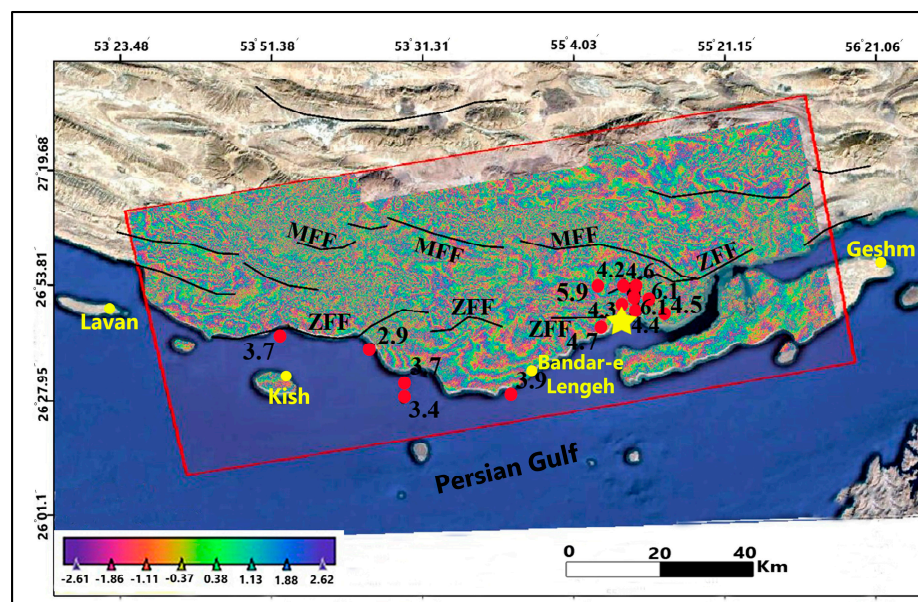 53˚23.48´ 53˚51.38´ 53˚31.31´ 55˚4.03´ 55˚21.15´ 56˚21.06´
27˚19.68´
26˚53.81´
26˚27.95´
26˚01.1´
MFF MFF MFF ZFF
Geshm
4.2 4.6
5.9 6.1
4.3 6.1 4.5
Lavan
ZFF ZFF ZFF 4.4
4.7
3.7 2.9
3.7
Kish
3.4
3.9
Bandar-e
Lengeh
Persian Gulf
-2.61 -1.86 -1.11 -0.37 0.38 1.13 1.88 2.62
0 20 40
Km